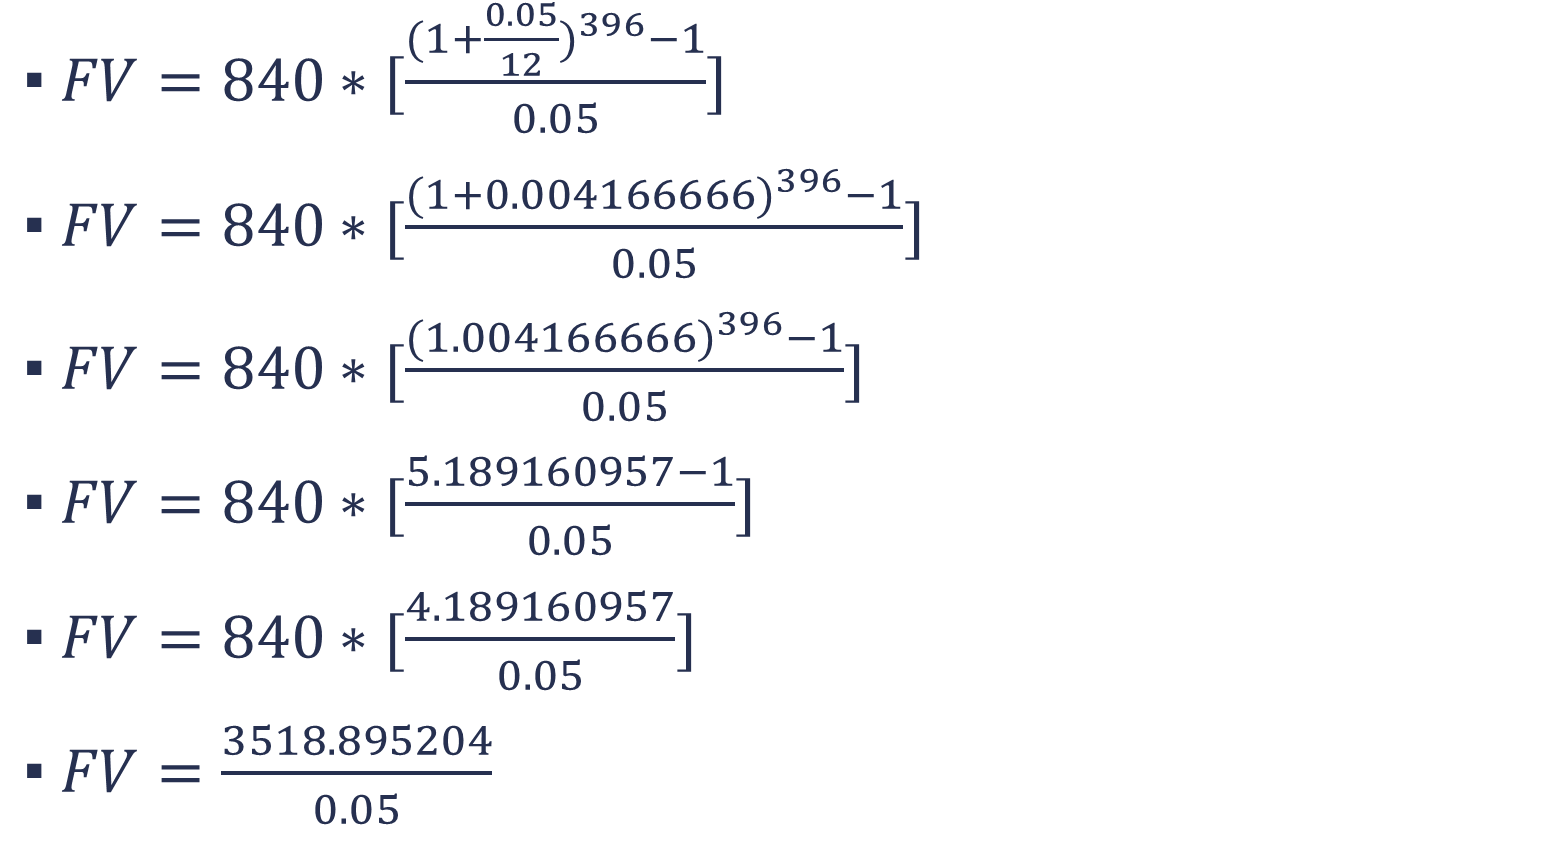 ▪ FV = 840 ∗ [((1+0.05/12)^396−1)/0.05]
▪ FV = 840 ∗ [((1+0.004166666)^396−1)/0.05]
▪ FV = 840 ∗ [((1.004166666)^396−1)/0.05]
▪ FV = 840 ∗ [(5.189160957−1)/0.05]
▪ FV = 840 ∗ [4.189160957/0.05]
▪ FV = 3518.895204/0.05